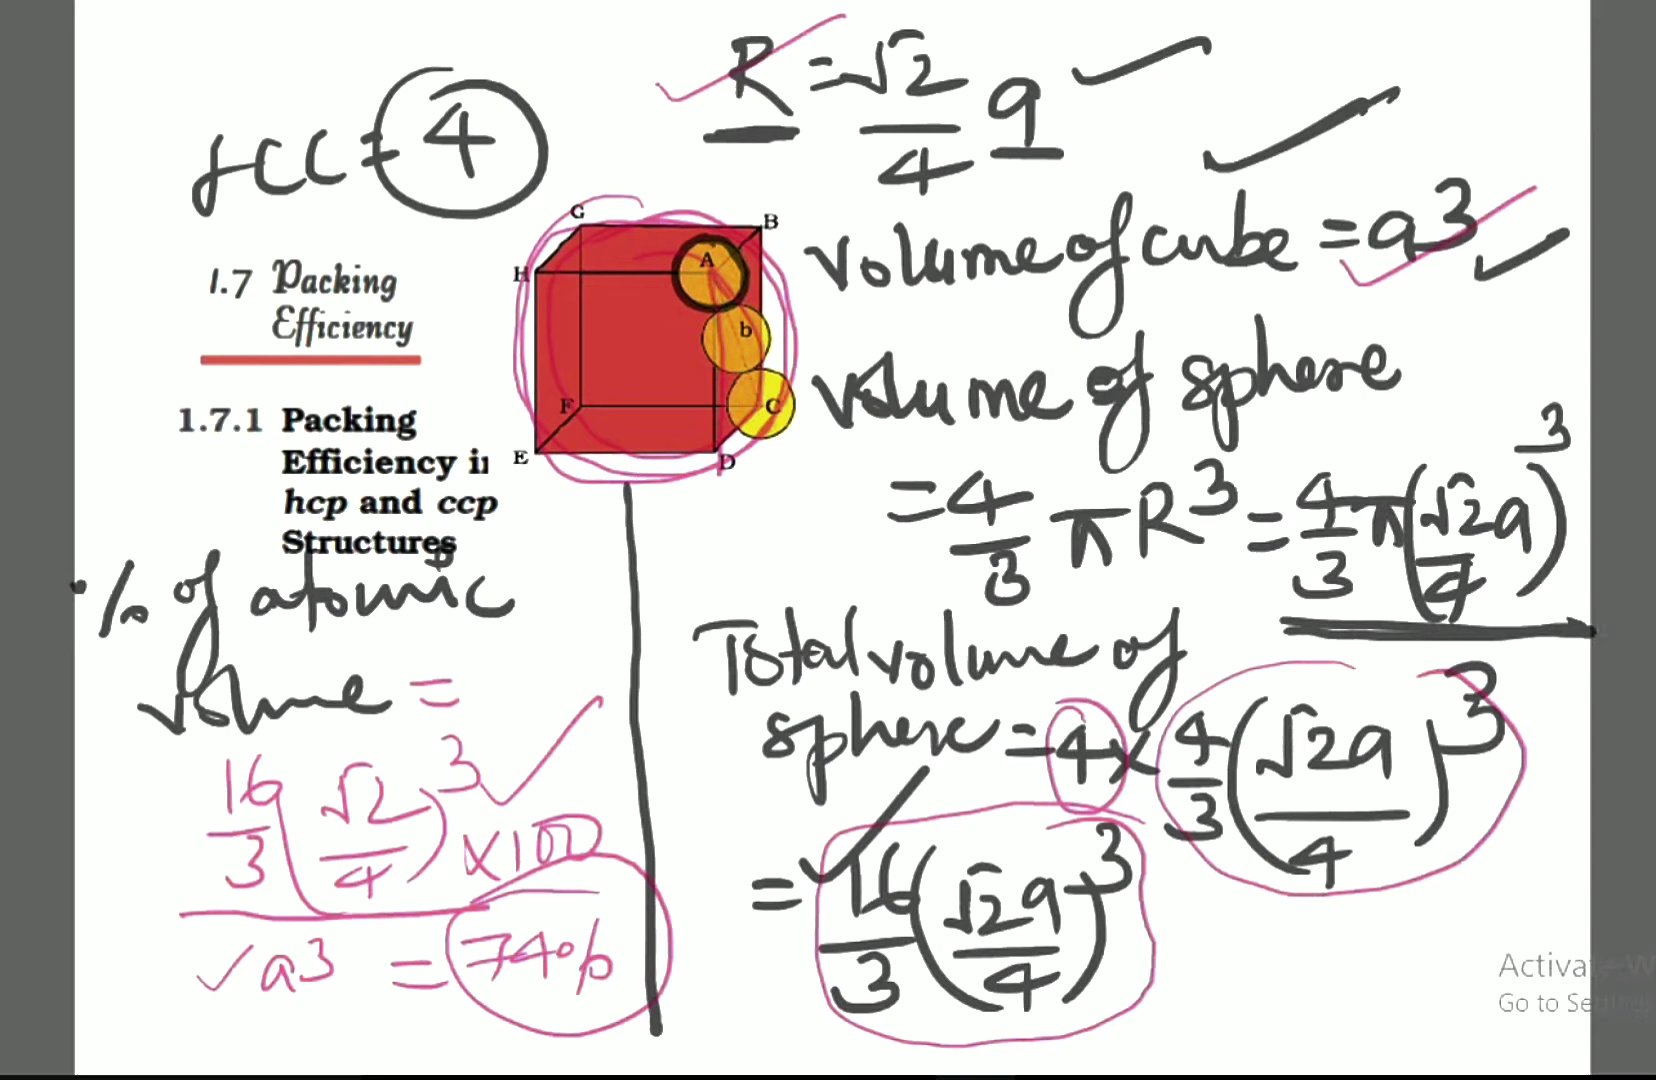 fCC = 4
R = √2/4 a
1.7 Packing
Efficiency
1.7.1 Packing
Efficiency in
hcp and ccp
Structures
G
B
H
A
b
F
C
E
D
volume of cube = a3
volume of sphere
= 4/3 π R3 = 4/3 π (√2a/4)3
Total volume of
sphere = 4 × 4/3 (√2a/4)3
= 16/3 (√2a/4)3
% of atomic
volume =
16/3 (√2/4)3 × 100
a3 = 74%
Go to Se